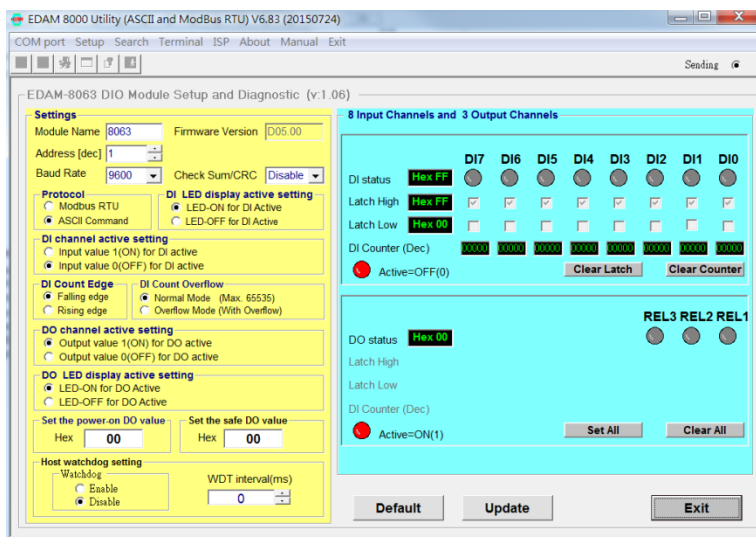 EDAM 8000 Utility (ASCII and ModBus RTU) V6.83 (20150724)
COM port Setup Search Terminal ISP About Manual Exit
Sending
EDAM-8063 DIO Module Setup and Diagnostic (v:1.06)
Settings
Module Name 8063 Firmware Version D05.00
Address [dec] 1
Baud Rate 9600 Check Sum/CRC Disable
Protocol
Modbus RTU
ASCII Command
DI LED display active setting
LED-ON for DI Active
LED-OFF for DI Active
DI channel active setting
Input value 1(ON) for DI active
Input value 0(OFF) for DI active
DI Count Edge
Falling edge
Rising edge
DI Count Overflow
Normal Mode (Max. 65535)
Overflow Mode (With Overflow)
DO channel active setting
Output value 1(ON) for DO active
Output value 0(OFF) for DO active
DO LED display active setting
LED-ON for DO Active
LED-OFF for DO Active
Set the power-on DO value
Hex 00
Set the safe DO value
Hex 00
Host watchdog setting
Watchdog
Enable
Disable
WDT interval(ms)
0
8 Input Channels and 3 Output Channels
DI7 DI6 DI5 DI4 DI3 DI2 DI1 DI0
DI status Hex FF
Latch High Hex FF
Latch Low Hex 00
DI Counter (Dec) 00000 00000 00000 00000 00000 00000 00000 00000
Active=OFF(0) Clear Latch Clear Counter
REL3 REL2 REL1
DO status Hex 00
Latch High
Latch Low
DI Counter (Dec)
Active=ON(1) Set All Clear All
Default Update Exit